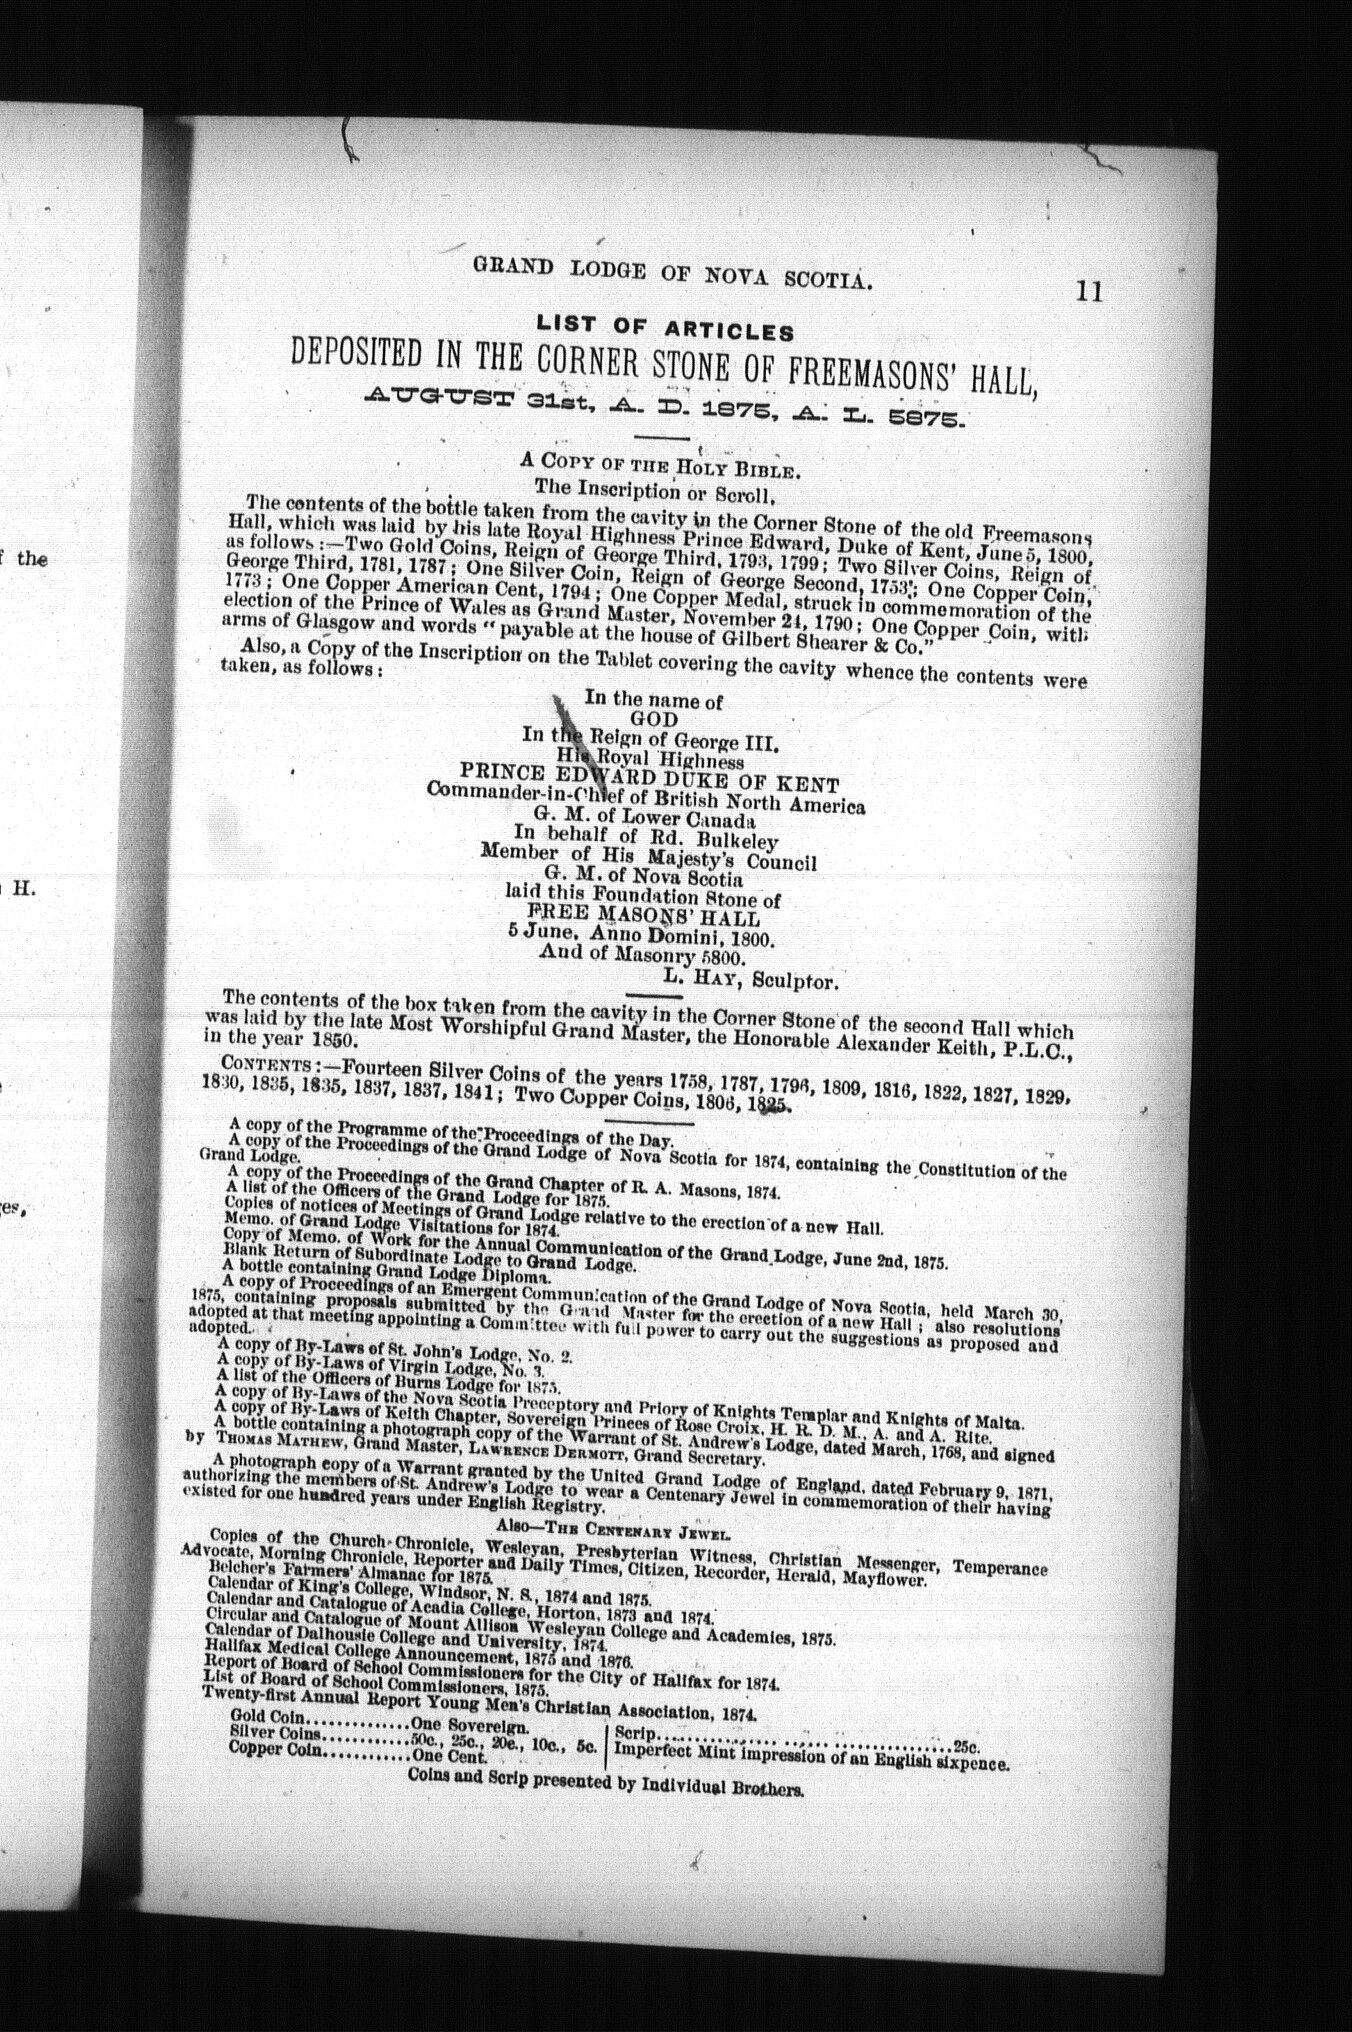 GRAND LODGE OF NOVA SCOTIA.
11
LIST OF ARTICLES
DEPOSITED IN THE CORNER STONE OF FREEMASONS' HALL,
AUGUST 31st, A. D. 1875, A. L. 5875.
A COPY OF THE HOLY BIBLE.
The Inscription or Scroll.
The contents of the bottle taken from the cavity in the Corner Stone of the old Freemasons
Hall, which was laid by his late Royal Highness Prince Edward, Duke of Kent, June 5, 1800,
as follows:—Two Gold Coins, Reign of George Third, 1793, 1799; Two Silver Coins, Reign of
George Third, 1781, 1787; One Silver Coin, Reign of George Second, 1753; One Copper Coin,
1773; One Copper American Cent, 1794; One Copper Medal, struck in commemoration of the
election of the Prince of Wales as Grand Master, November 24, 1790; One Copper Coin, with
arms of Glasgow and words "payable at the house of Gilbert Shearer & Co."
Also, a Copy of the Inscription on the Tablet covering the cavity whence the contents were
taken, as follows:
In the name of
GOD
In the Reign of George III.
His Royal Highness
PRINCE EDWARD DUKE OF KENT
Commander-in-Chief of British North America
G. M. of Lower Canada
In behalf of Rd. Bulkeley
Member of His Majesty's Council
G. M. of Nova Scotia
laid this Foundation Stone of
FREE MASONS' HALL
5 June, Anno Domini, 1800.
And of Masonry 5800.
L. HAY, Sculptor.
The contents of the box taken from the cavity in the Corner Stone of the second Hall which
was laid by the late Most Worshipful Grand Master, the Honorable Alexander Keith, P.L.C.,
in the year 1850.
CONTENTS:—Fourteen Silver Coins of the years 1758, 1787, 1796, 1809, 1816, 1822, 1827, 1829,
1830, 1835, 1835, 1837, 1837, 1841; Two Copper Coins, 1806, 1825.
A copy of the Programme of the Proceedings of the Day.
A copy of the Proceedings of the Grand Lodge of Nova Scotia for 1874, containing the Constitution of the
Grand Lodge.
A copy of the Proceedings of the Grand Chapter of R. A. Masons, 1874.
A list of the Officers of the Grand Lodge for 1875.
Copies of notices of Meetings of Grand Lodge relative to the erection of a new Hall.
Memo. of Grand Lodge Visitations for 1874.
Copy of Memo. of Work for the Annual Communication of the Grand Lodge, June 2nd, 1875.
Blank Return of Subordinate Lodge to Grand Lodge.
A bottle containing Grand Lodge Diploma.
A copy of Proceedings of an Emergent Communication of the Grand Lodge of Nova Scotia, held March 30,
1875, containing proposals submitted by the Grand Master for the erection of a new Hall; also resolutions
adopted at that meeting appointing a Committee with full power to carry out the suggestions as proposed and
adopted.
A copy of By-Laws of St. John's Lodge, No. 2.
A copy of By-Laws of Virgin Lodge, No. 3.
A list of the Officers of Burns Lodge for 1875.
A copy of By-Laws of the Nova Scotia Preceptory and Priory of Knights Templar and Knights of Malta.
A copy of By-Laws of Keith Chapter, Sovereign Princes of Rose Croix, H. R. D. M., A. and A. Rite.
A bottle containing a photograph copy of the Warrant of St. Andrew's Lodge, dated March, 1768, and signed
by THOMAS MATHEW, Grand Master, LAWRENCE DERMOTT, Grand Secretary.
A photograph copy of a Warrant granted by the United Grand Lodge of England, dated February 9, 1871,
authorizing the members of St. Andrew's Lodge to wear a Centenary Jewel in commemoration of their having
existed for one hundred years under English Registry.
Also—THE CENTENARY JEWEL.
Copies of the Church Chronicle, Wesleyan, Presbyterian Witness, Christian Messenger, Temperance
Advocate, Morning Chronicle, Reporter and Daily Times, Citizen, Recorder, Herald, Mayflower.
Belcher's Farmers' Almanac for 1875.
Calendar of King's College, Windsor, N. S., 1874 and 1875.
Calendar and Catalogue of Acadia College, Horton, 1873 and 1874.
Circular and Catalogue of Mount Allison Wesleyan College and Academies, 1875.
Calendar of Dalhousie College and University, 1874.
Halifax Medical College Announcement, 1875 and 1876.
Report of Board of School Commissioners for the City of Halifax for 1874.
List of Board of School Commissioners, 1875.
Twenty-first Annual Report Young Men's Christian Association, 1874.
Gold Coin..............One Sovereign.
Silver Coins............50c., 25c., 20c., 10c., 5c.
Copper Coin............One Cent.
Scrip........................................25c.
Imperfect Mint impression of an English sixpence.
Coins and Scrip presented by Individual Brothers.
f the
H.
es,